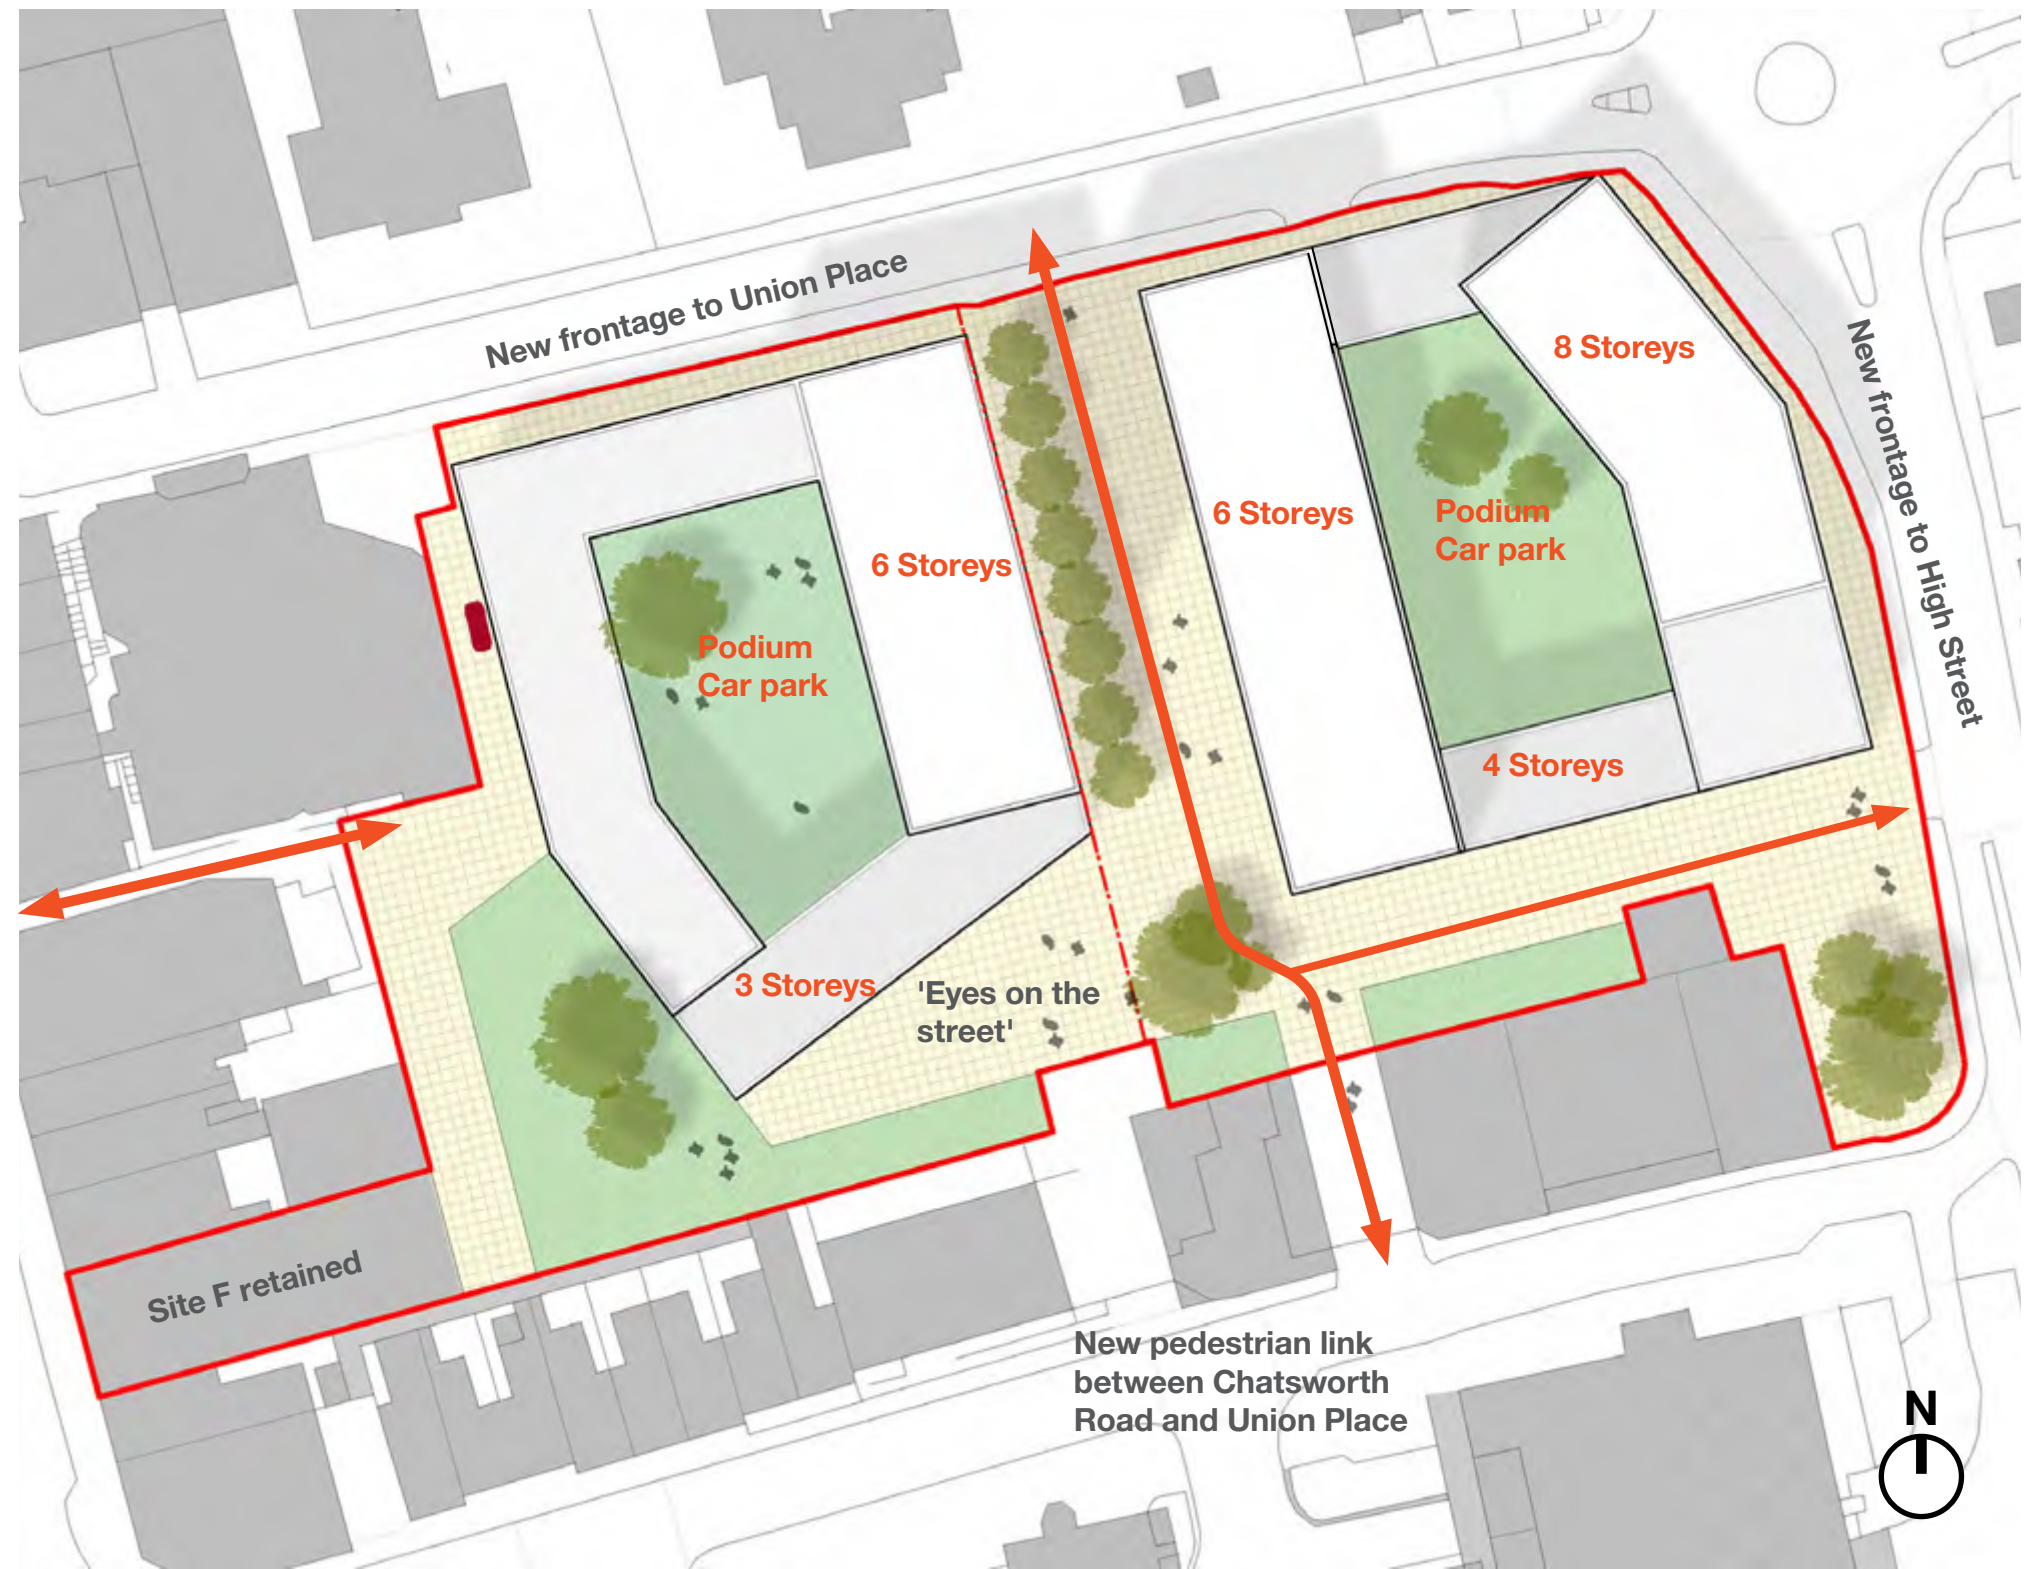 New frontage to Union Place
8 Storeys
New frontage to High Street
6 Storeys
Podium
Car park
6 Storeys
Podium
Car park
4 Storeys
3 Storeys
'Eyes on the
street'
Site F retained
New pedestrian link
between Chatsworth
Road and Union Place
N